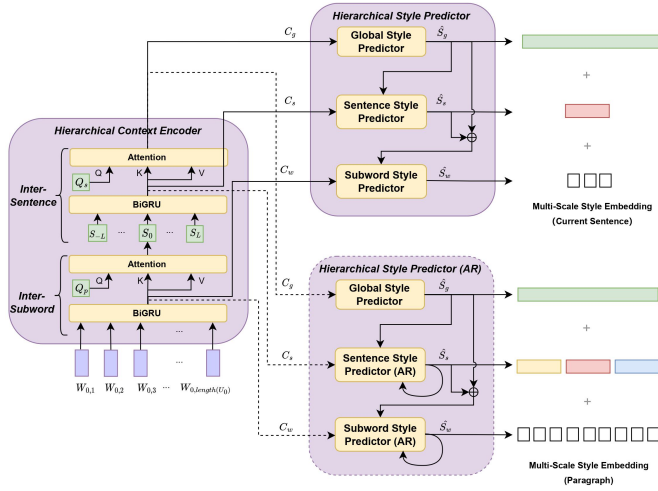 Hierarchical Style Predictor
C_g
Global Style
Predictor
Ŝ_g
+
C_s
Sentence Style
Predictor
Ŝ_s
+
C_w
Subword Style
Predictor
Ŝ_w
Multi-Scale Style Embedding
(Current Sentence)
Hierarchical Context Encoder
Attention
Q_s
Q
K
V
Inter-
Sentence
BiGRU
S_{-L}
...
S_0
...
S_L
Attention
Q_p
Q
K
V
Inter-
Subword
BiGRU
...
...
W_{0,1}
W_{0,2}
W_{0,3}
...
W_{0,length(U_0)}
Hierarchical Style Predictor (AR)
C_g
Global Style
Predictor
Ŝ_g
+
C_s
Sentence Style
Predictor (AR)
Ŝ_s
+
C_w
Subword Style
Predictor (AR)
Ŝ_w
Multi-Scale Style Embedding
(Paragraph)